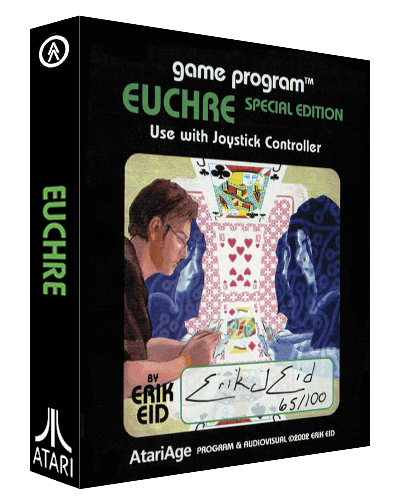 game program™
EUCHRE SPECIAL EDITION
Use with Joystick Controller
EUCHRE
ATARI
BY
ERIK
EID
Erik J Eid
65/100
AtariAge PROGRAM & AUDIOVISUAL ©2002 ERIK EID